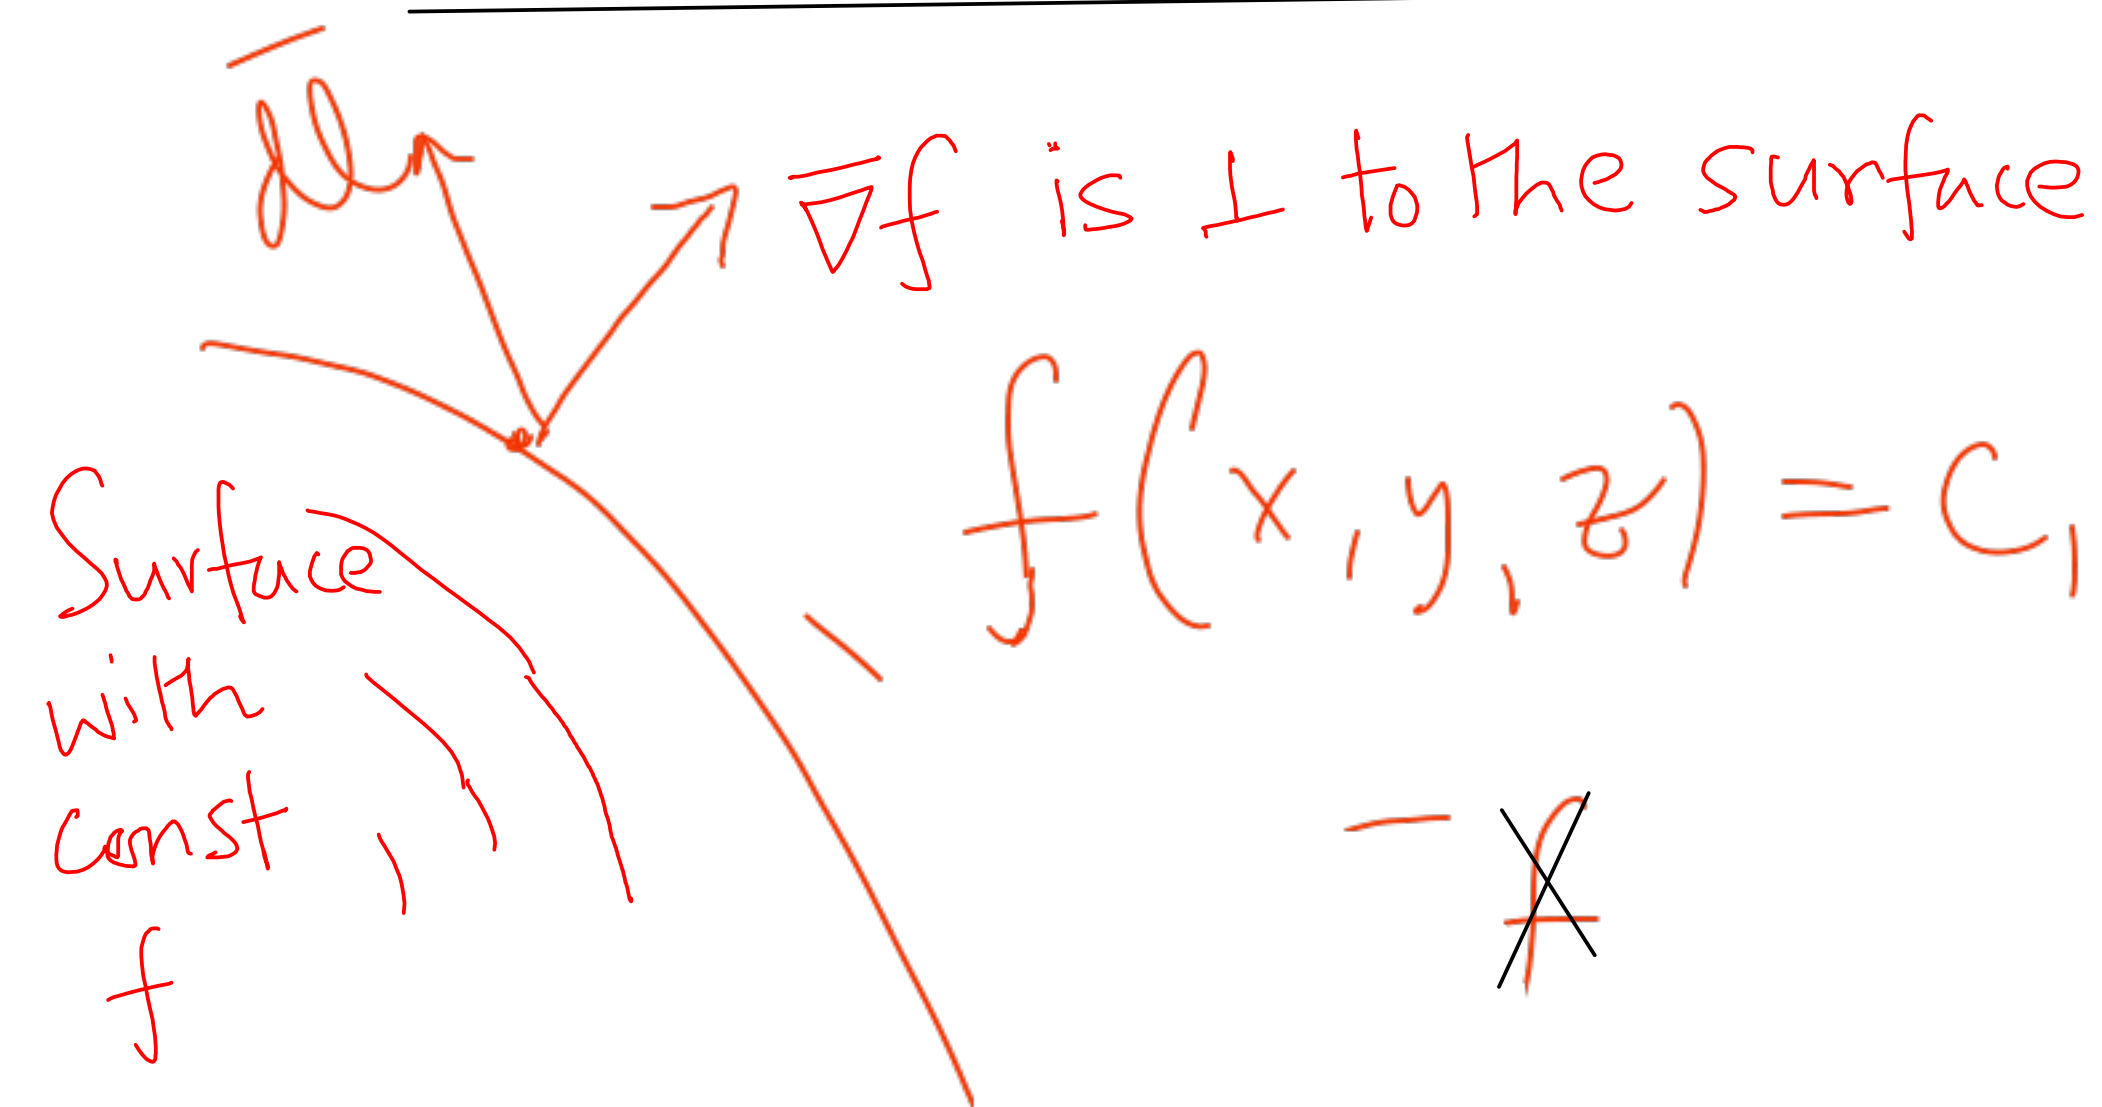 d̅l̅
∇̅f is ⊥ to the surface
f(x,y,z) = C₁
Surface
with
const
f